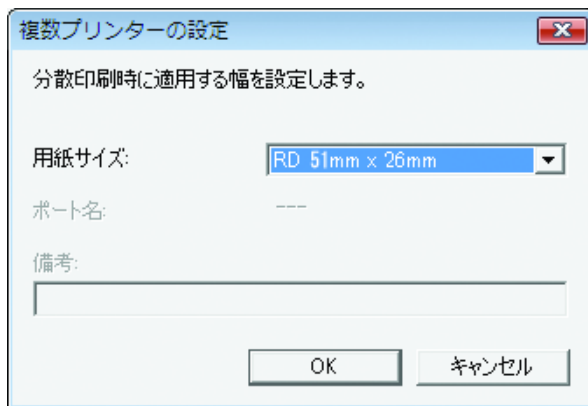 複数プリンターの設定
分散印刷時に適用する幅を設定します。
用紙サイズ: RD 51mm x 26mm
ポート名: ---
備考:
OK キャンセル